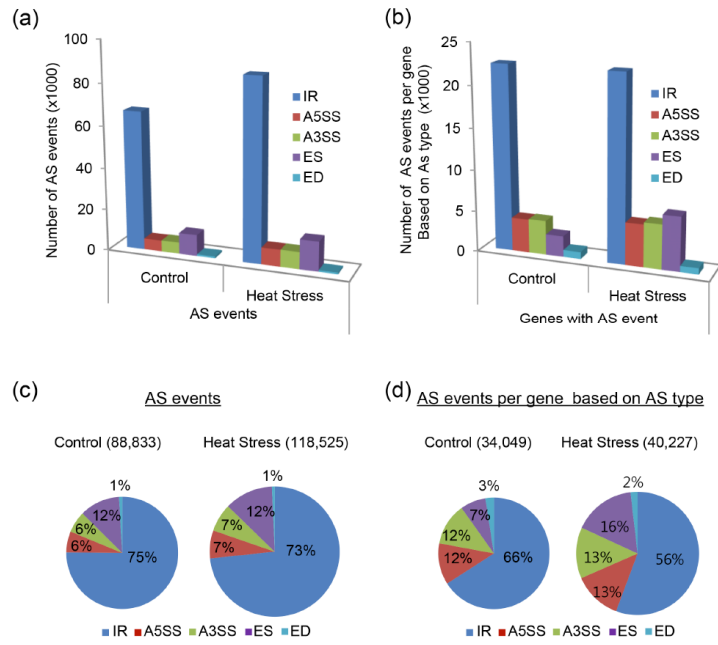 (a)
Number of AS events (x1000)
100
80
60
40
20
0
IR
A5SS
A3SS
ES
ED
Control
Heat Stress
AS events
(b)
Number of AS events per gene
Based on As type (x1000)
25
20
15
10
5
0
IR
A5SS
A3SS
ES
ED
Control
Heat Stress
Genes with AS event
(c)
AS events
Control (88,833)
Heat Stress (118,525)
1%
12%
6%
6%
75%
1%
12%
7%
7%
73%
IR A5SS A3SS ES ED
(d)
AS events per gene based on AS type
Control (34,049)
Heat Stress (40,227)
3%
7%
12%
12%
66%
2%
16%
13%
13%
56%
IR A5SS A3SS ES ED